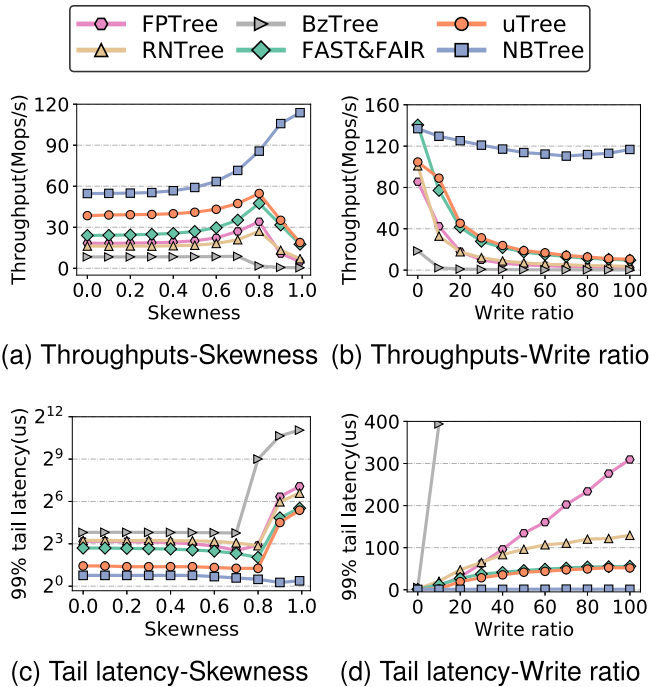 FPTree BzTree uTree
RNTree FAST&FAIR NBTree
Throughput(Mops/s)
120
90
60
30
0
0.0 0.2 0.4 0.6 0.8 1.0
Skewness
(a) Throughputs-Skewness
Throughput(Mops/s)
160
120
80
40
0
0 20 40 60 80 100
Write ratio
(b) Throughputs-Write ratio
99% tail latency(us)
2^12
2^9
2^6
2^3
2^0
0.0 0.2 0.4 0.6 0.8 1.0
Skewness
(c) Tail latency-Skewness
99% tail latency(us)
400
300
200
100
0
0 20 40 60 80 100
Write ratio
(d) Tail latency-Write ratio